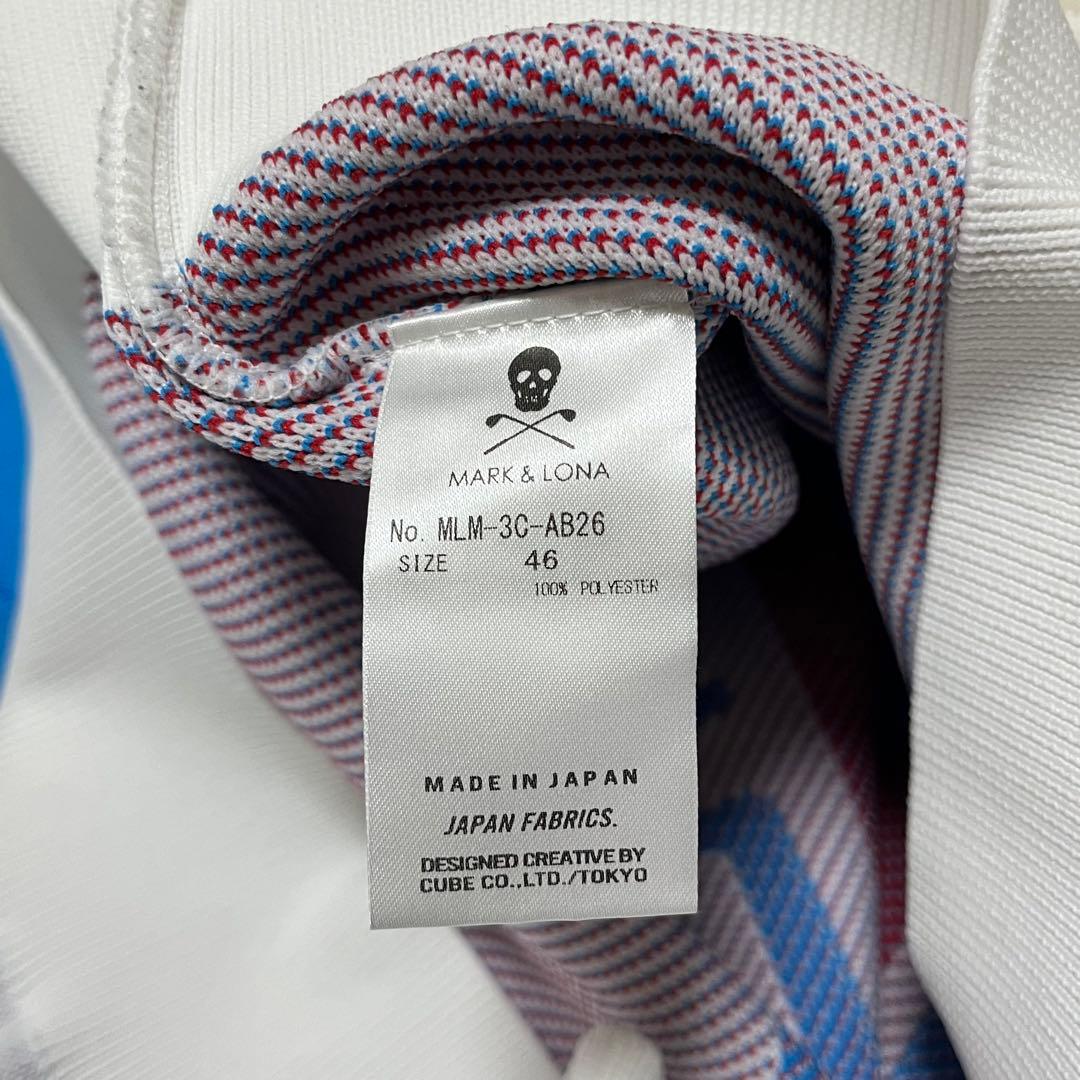 MARK & LONA
No. MLM-3C-AB26
SIZE 46
100% POLYESTER
MADE IN JAPAN
JAPAN FABRICS.
DESIGNED CREATIVE BY
CUBE CO.,LTD./TOKYO